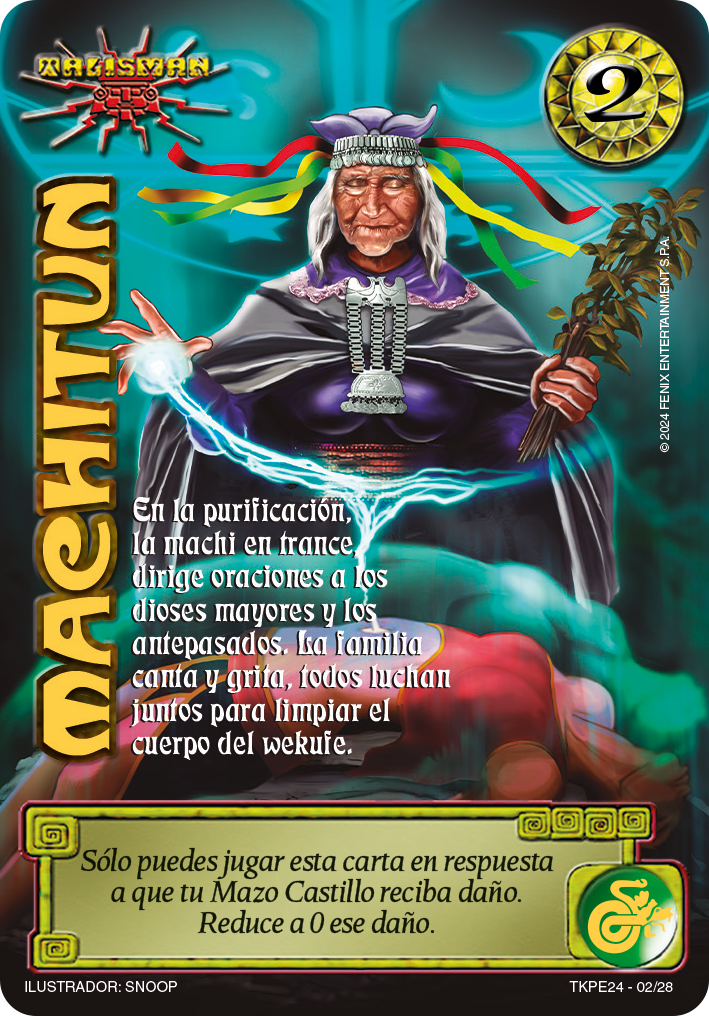 TALISMAN
2
MACHITUN
© 2024 FENIX ENTERTAINMENT S.P.A.
En la purificación,
la machi en trance,
dirige oraciones a los
dioses mayores y los
antepasados. La familia
canta y grita, todos luchan
juntos para limpiar el
cuerpo del wekufe.
Sólo puedes jugar esta carta en respuesta
a que tu Mazo Castillo reciba daño.
Reduce a 0 ese daño.
ILUSTRADOR: SNOOP
TKPE24 - 02/28